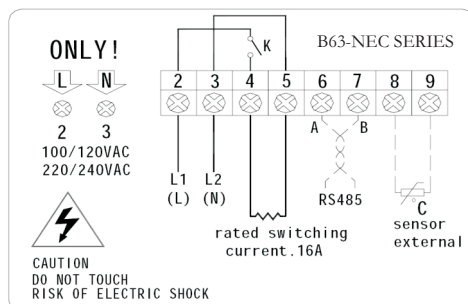 ONLY!
L N
2 3
100/120VAC
220/240VAC
CAUTION
DO NOT TOUCH
RISK OF ELECTRIC SHOCK
B63-NEC SERIES
K
2 3 4 5 6 7 8 9
A B
L1 L2
(L) (N)
RS485
C
rated switching
current.16A
sensor
external